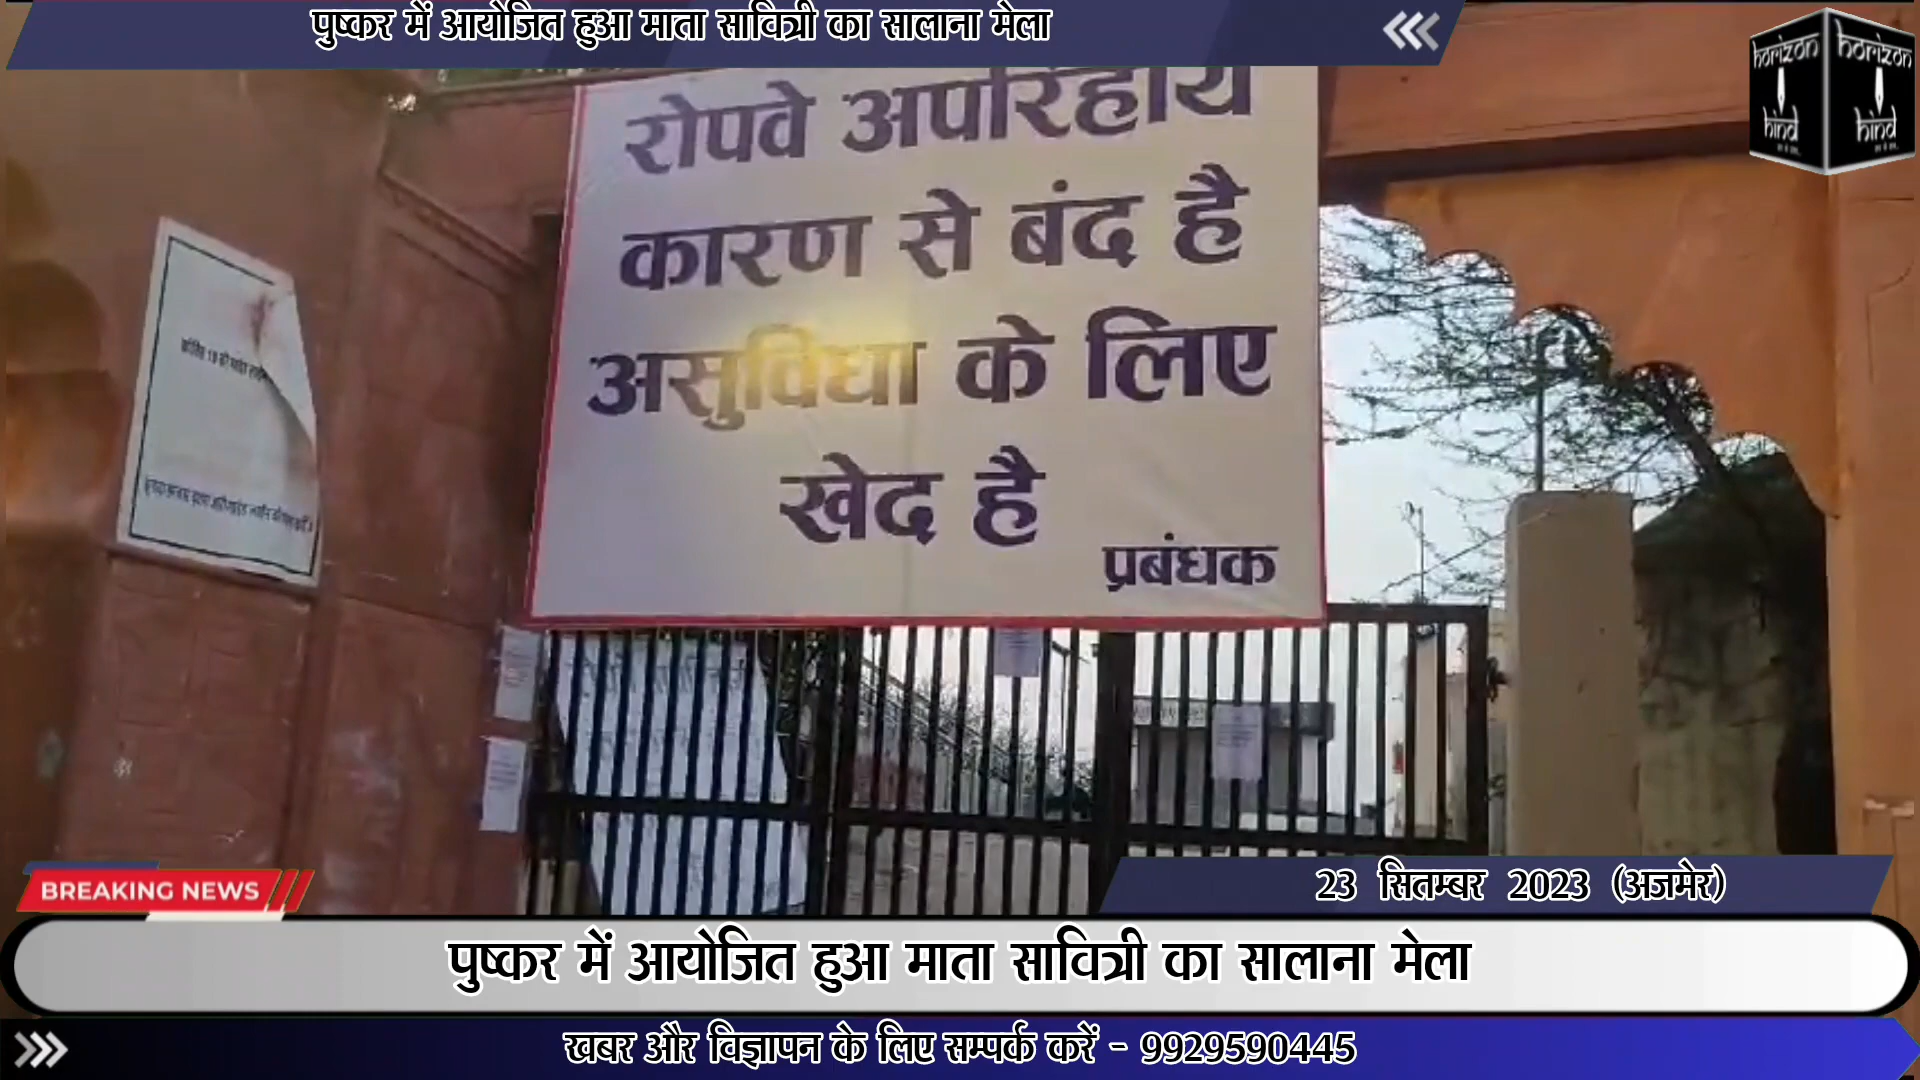 पुष्कर में आयोजित हुआ माता सावित्री का सालाना मेला
horizon
hind
horizon
hind
रोपवे अपरिहार्य
कारण से बंद है
असुविधा के लिए
खेद है
प्रबंधक
BREAKING NEWS
23 सितम्बर 2023 (अजमेर)
पुष्कर में आयोजित हुआ माता सावित्री का सालाना मेला
खबर और विज्ञापन के लिए सम्पर्क करें - 9929590445